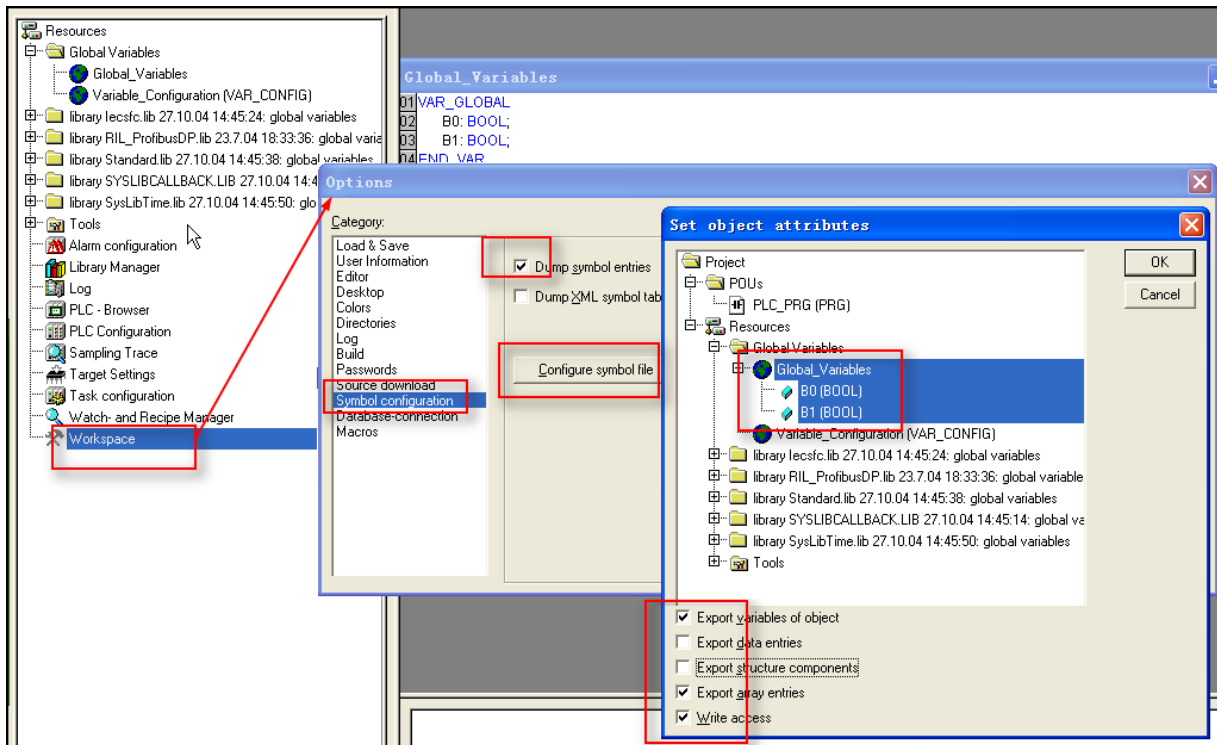 Resources
Global Variables
Global_Variables
Variable_Configuration (VAR_CONFIG)
library Iecsfc.lib 27.10.04 14:45:24: global variables
library RIL_ProfibusDP.lib 23.7.04 18:33:36: global varia
library Standard.lib 27.10.04 14:45:38: global variables
library SYSLIBCALLBACK.LIB 27.10.04 14:4
library SysLibTime.lib 27.10.04 14:45:50: glo
Tools
Alarm configuration
Library Manager
Log
PLC - Browser
PLC Configuration
Sampling Trace
Target Settings
Task configuration
Watch- and Recipe Manager
Workspace
Global_Variables
01 VAR_GLOBAL
02 B0: BOOL;
03 B1: BOOL;
04 END_VAR
Options
Category:
Load & Save
User Information
Editor
Desktop
Colors
Directories
Log
Build
Passwords
Source download
Symbol configuration
Database-connection
Macros
Dump symbol entries
Dump XML symbol tab
Configure symbol file
Set object attributes
Project
POUs
PLC_PRG (PRG)
Resources
Global Variables
Global_Variables
B0 (BOOL)
B1 (BOOL)
Variable_Configuration (VAR_CONFIG)
library Iecsfc.lib 27.10.04 14:45:24: global variables
library RIL_ProfibusDP.lib 23.7.04 18:33:36: global variable
library Standard.lib 27.10.04 14:45:38: global variables
library SYSLIBCALLBACK.LIB 27.10.04 14:45:14: global va
library SysLibTime.lib 27.10.04 14:45:50: global variables
Tools
OK
Cancel
Export variables of object
Export data entries
Export structure components
Export array entries
Write access